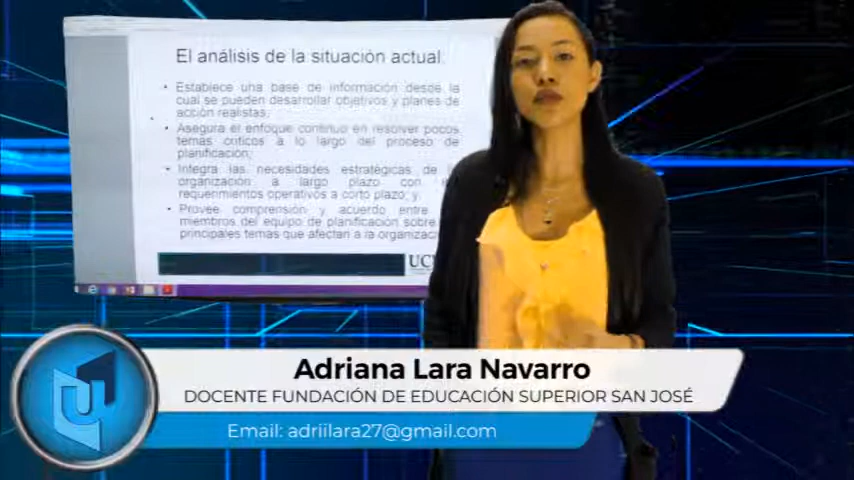 El análisis de la situación actual:
• Establece una base de información desde la
cual se pueden desarrollar objetivos y planes de
acción realistas;
• Asegura el enfoque continuo en resolver pocos
temas críticos a lo largo del proceso de
planificación;
• Integra las necesidades estratégicas de
organización a largo plazo con
requerimientos operativos a corto plazo; y
• Provee comprensión y acuerdo entre
miembros del equipo de planificación sobre
principales temas que afectan a la
UC
Adriana Lara Navarro
DOCENTE FUNDACIÓN DE EDUCACIÓN SUPERIOR SAN JOSÉ
Email: adriilara27@gmail.com